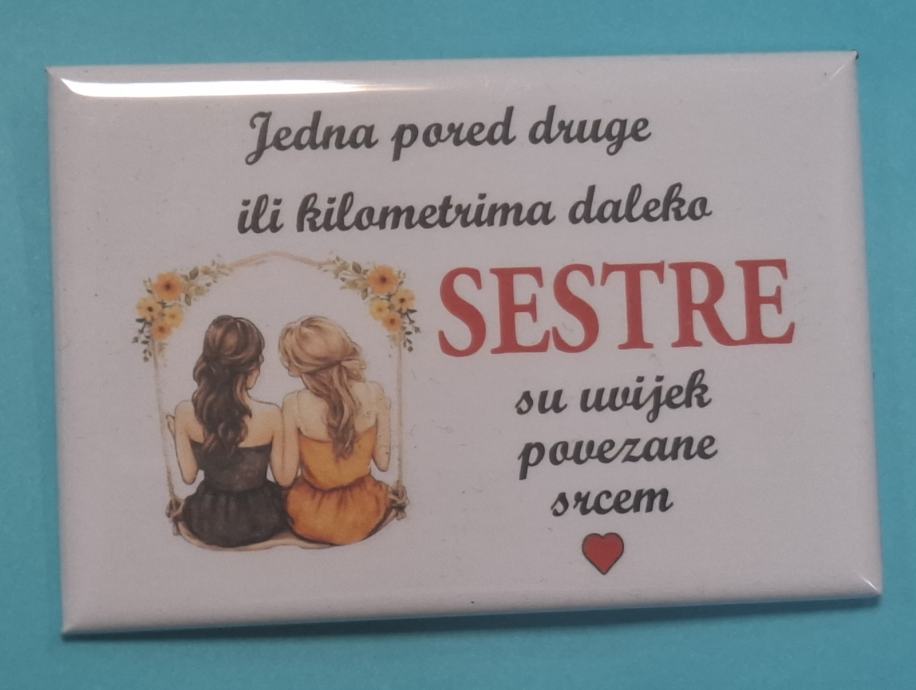 Jedna pored druge
ili kilometrima daleko
SESTRE
su uvijek
povezane
srcem